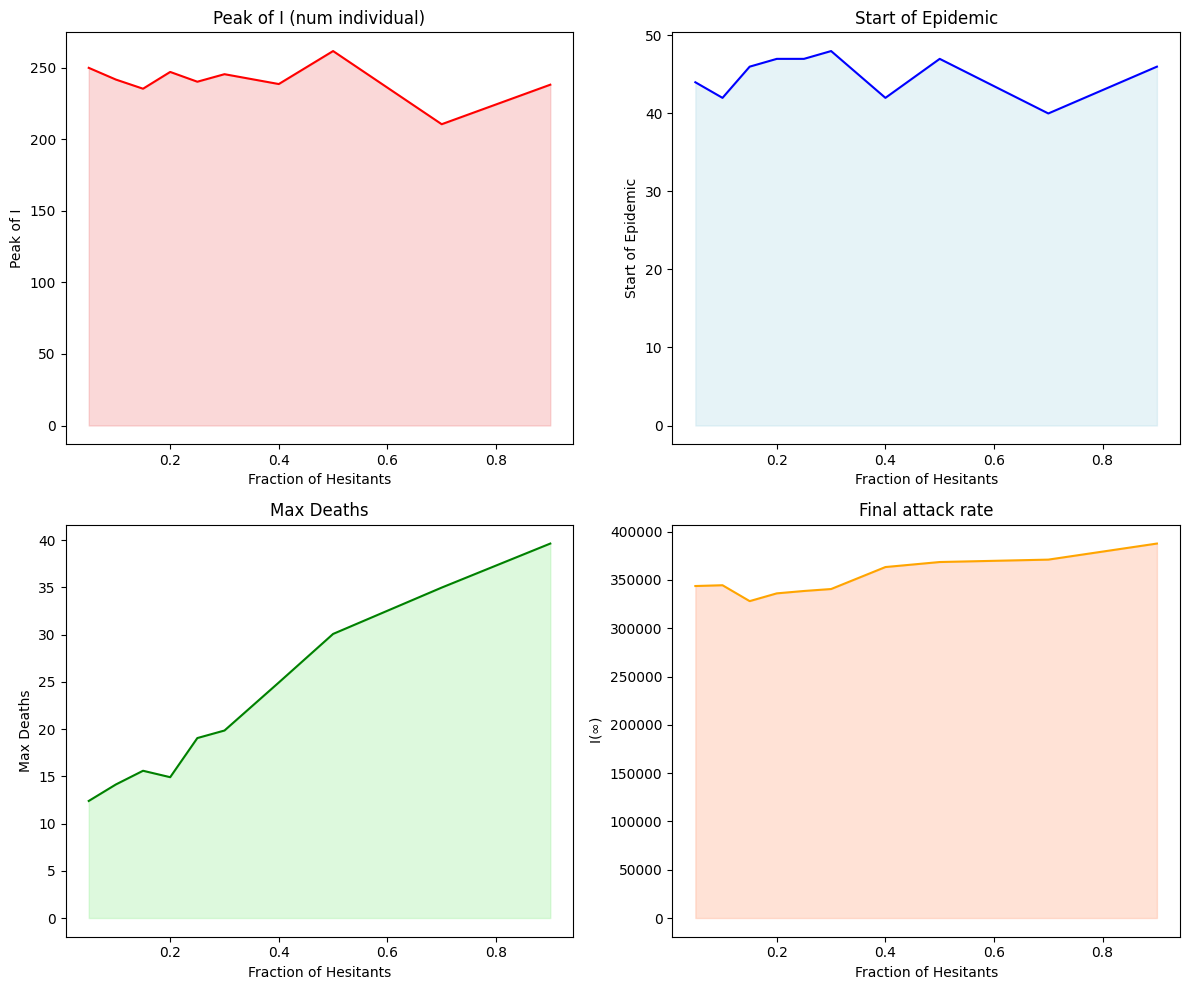 Peak of I (num individual)
Peak of I
250
200
150
100
50
0
0.2 0.4 0.6 0.8
Fraction of Hesitants
Start of Epidemic
Start of Epidemic
50
40
30
20
10
0
0.2 0.4 0.6 0.8
Fraction of Hesitants
Max Deaths
Max Deaths
40
35
30
25
20
15
10
5
0
0.2 0.4 0.6 0.8
Fraction of Hesitants
Final attack rate
I(∞)
400000
350000
300000
250000
200000
150000
100000
50000
0
0.2 0.4 0.6 0.8
Fraction of Hesitants